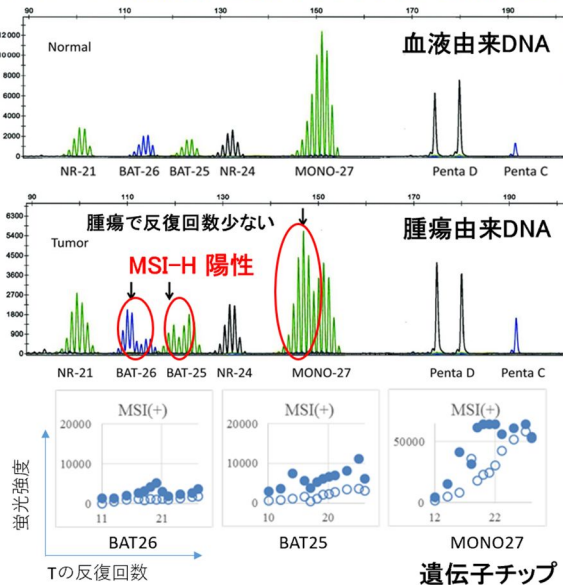 90 110 130 150 170 190
Normal
血液由来DNA
12000
10000
8000
6000
4000
2000
0
NR-21 BAT-26 BAT-25 NR-24 MONO-27 Penta D Penta C
90 110 130 150 170 190
腫瘍で反復回数少ない
腫瘍由来DNA
Tumor
MSI-H 陽性
6300
5400
4500
3600
2700
1800
900
0
NR-21 BAT-26 BAT-25 NR-24 MONO-27 Penta D Penta C
MSI(+) MSI(+) MSI(+)
20000 20000
50000
10000 10000
0 0 0
11 21 10 20 12 22
蛍光強度
BAT26 BAT25 MONO27
Tの反復回数
遺伝子チップ